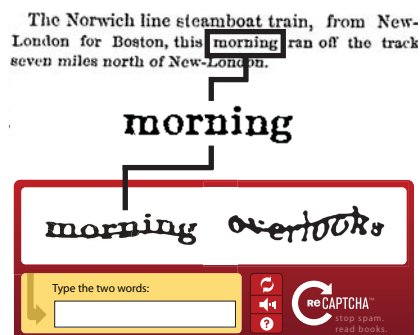 The Norwich line steamboat train, from New-
London for Boston, this morning ran off the track
seven miles north of New-London.
morning
morning overlooks
Type the two words:
reCAPTCHA™
stop spam.
read books.